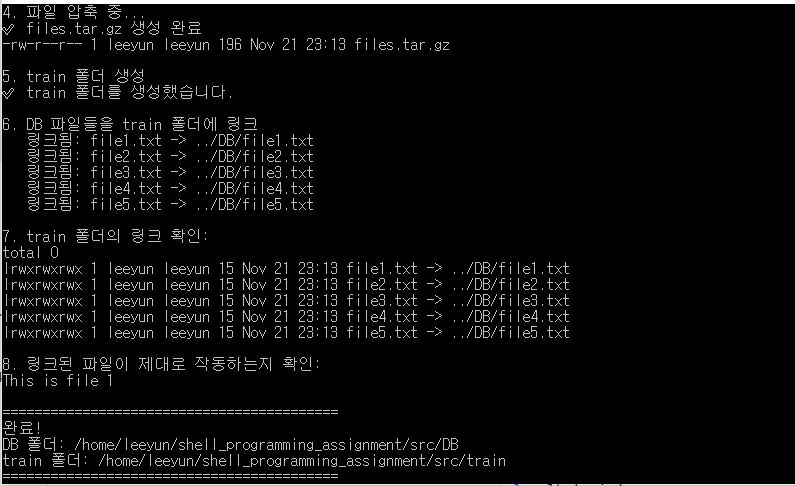 4. 파일 압축 중...
✓ files.tar.gz 생성 완료
-rw-r--r-- 1 leeyun leeyun 196 Nov 21 23:13 files.tar.gz
5. train 폴더 생성
✓ train 폴더를 생성했습니다.
6. DB 파일들을 train 폴더에 링크
링크됨: file1.txt -> ../DB/file1.txt
링크됨: file2.txt -> ../DB/file2.txt
링크됨: file3.txt -> ../DB/file3.txt
링크됨: file4.txt -> ../DB/file4.txt
링크됨: file5.txt -> ../DB/file5.txt
7. train 폴더의 링크 확인:
total 0
lrwxrwxrwx 1 leeyun leeyun 15 Nov 21 23:13 file1.txt -> ../DB/file1.txt
lrwxrwxrwx 1 leeyun leeyun 15 Nov 21 23:13 file2.txt -> ../DB/file2.txt
lrwxrwxrwx 1 leeyun leeyun 15 Nov 21 23:13 file3.txt -> ../DB/file3.txt
lrwxrwxrwx 1 leeyun leeyun 15 Nov 21 23:13 file4.txt -> ../DB/file4.txt
lrwxrwxrwx 1 leeyun leeyun 15 Nov 21 23:13 file5.txt -> ../DB/file5.txt
8. 링크된 파일이 제대로 작동하는지 확인:
This is file 1
==========================================
완료!
DB 폴더: /home/leeyun/shell_programming_assignment/src/DB
train 폴더: /home/leeyun/shell_programming_assignment/src/train
==========================================